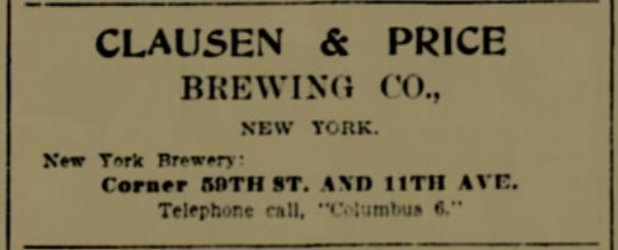 CLAUSEN & PRICE
BREWING CO.,
NEW YORK.
New York Brewery:
Corner 59TH ST. AND 11TH AVE.
Telephone call, "Columbus 6."